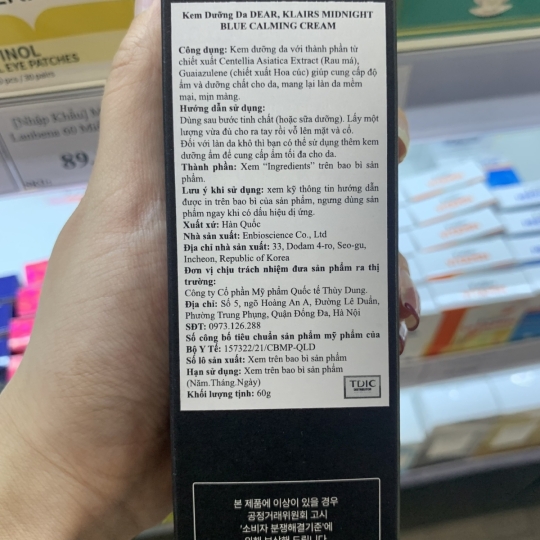 INOL
EYE PATCHES
[Nhập Khẩu]
89.
Kem Dưỡng Da DEAR, KLAIRS MIDNIGHT
BLUE CALMING CREAM
Công dụng: Kem dưỡng da với thành phần từ
chiết xuất Centellia Asiatica Extract (Rau má),
Guaiazulene (chiết xuất Hoa cúc) giúp cung cấp độ
ẩm và dưỡng chất cho da, mang lại làn da mềm
mại, mịn màng.
Hướng dẫn sử dụng:
Dùng sau bước tinh chất (hoặc sữa dưỡng). Lấy một
lượng vừa đủ cho ra tay rồi vỗ lên mặt và cổ.
Đối với làn da khô thì bạn có thể sử dụng thêm kem
dưỡng ẩm để cung cấp ẩm tối đa cho da.
Thành phần: Xem "Ingredients" trên bao bì sản
phẩm.
Lưu ý khi sử dụng: xem kỹ thông tin hướng dẫn
được in trên bao bì của sản phẩm, ngưng dùng sản
phẩm ngay khi có dấu hiệu dị ứng.
Xuất xứ: Hàn Quốc
Nhà sản xuất: Enbioscience Co., Ltd
Địa chỉ nhà sản xuất: 33, Dodam 4-ro, Seo-gu,
Incheon, Republic of Korea
Đơn vị chịu trách nhiệm đưa sản phẩm ra thị
trường:
Công ty Cổ phần Mỹ phẩm Quốc tế Thùy Dung.
Địa chỉ: Số 5, ngõ Hoàng An A, Đường Lê Duẩn,
Phường Trung Phụng, Quận Đống Đa, Hà Nội
SĐT: 0973.126.288
Số công bố tiêu chuẩn sản phẩm mỹ phẩm của
Bộ Y Tế: 157322/21/CBMP-QLD
Số lô sản xuất: Xem trên bao bì sản phẩm
Hạn sử dụng: Xem trên bao bì sản phẩm
(Năm.Tháng.Ngày)
Khối lượng tịnh: 60g
TDIC
본 제품에 이상이 있을 경우
공정거래위원회 고시
'소비자 분쟁해결기준'에